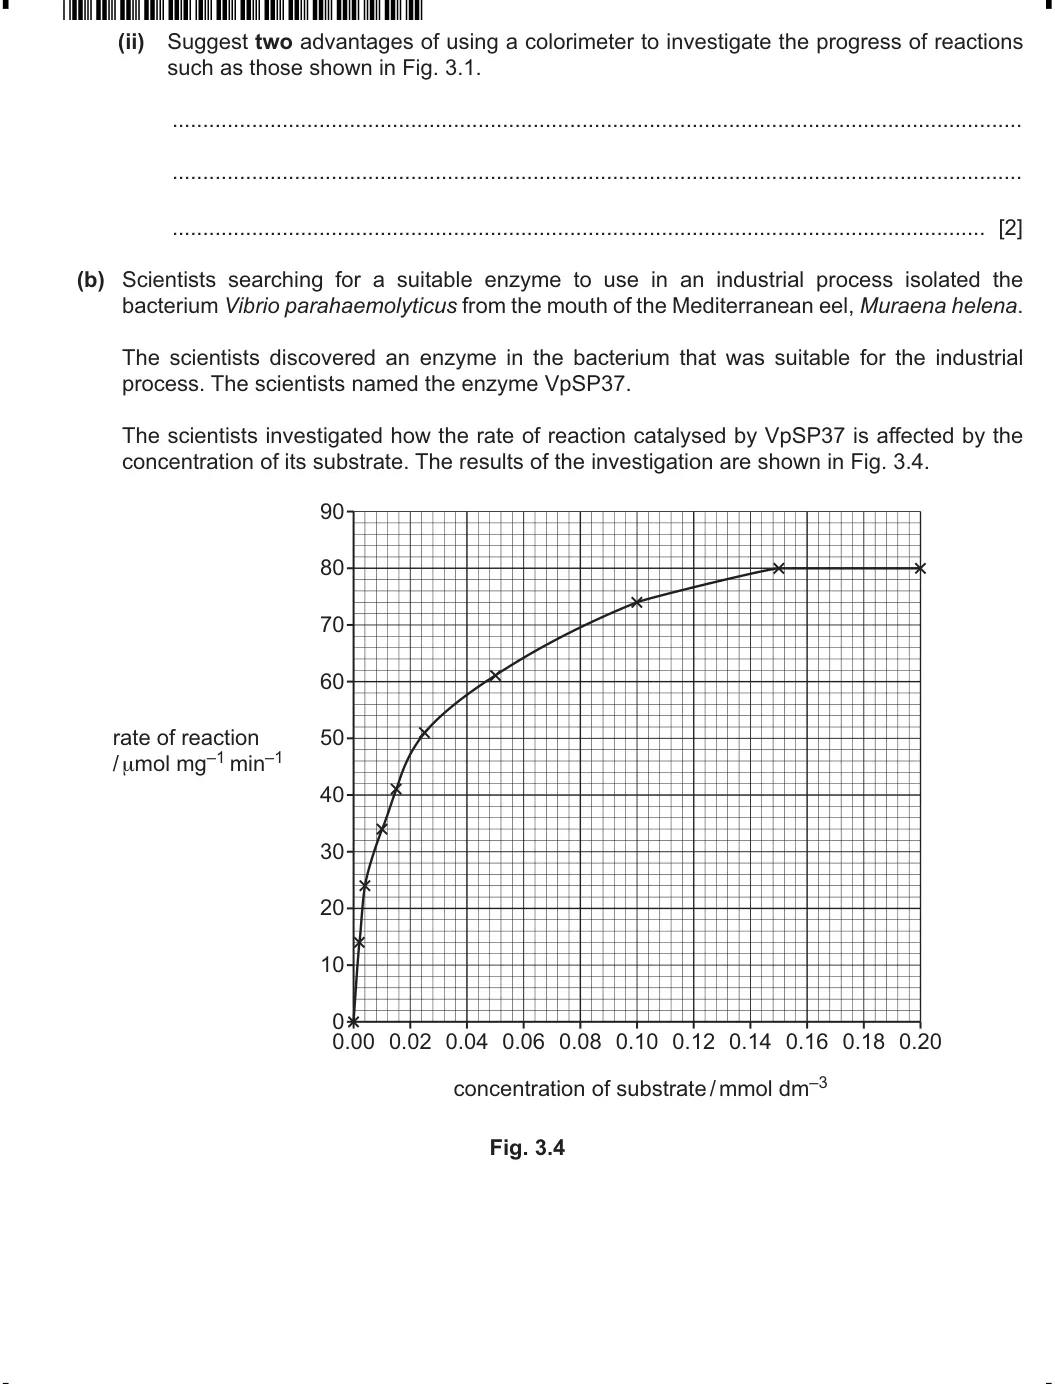 (ii) Suggest two advantages of using a colorimeter to investigate the progress of reactions
such as those shown in Fig. 3.1.
..........................................................................................................................................
..........................................................................................................................................
.................................................................................................................................... [2]
(b) Scientists searching for a suitable enzyme to use in an industrial process isolated the
bacterium Vibrio parahaemolyticus from the mouth of the Mediterranean eel, Muraena helena.
The scientists discovered an enzyme in the bacterium that was suitable for the industrial
process. The scientists named the enzyme VpSP37.
The scientists investigated how the rate of reaction catalysed by VpSP37 is affected by the
concentration of its substrate. The results of the investigation are shown in Fig. 3.4.
90
80
70
60
50
40
30
20
10
0
rate of reaction
/ μmol mg–1 min–1
0.00 0.02 0.04 0.06 0.08 0.10 0.12 0.14 0.16 0.18 0.20
concentration of substrate / mmol dm–3
Fig. 3.4